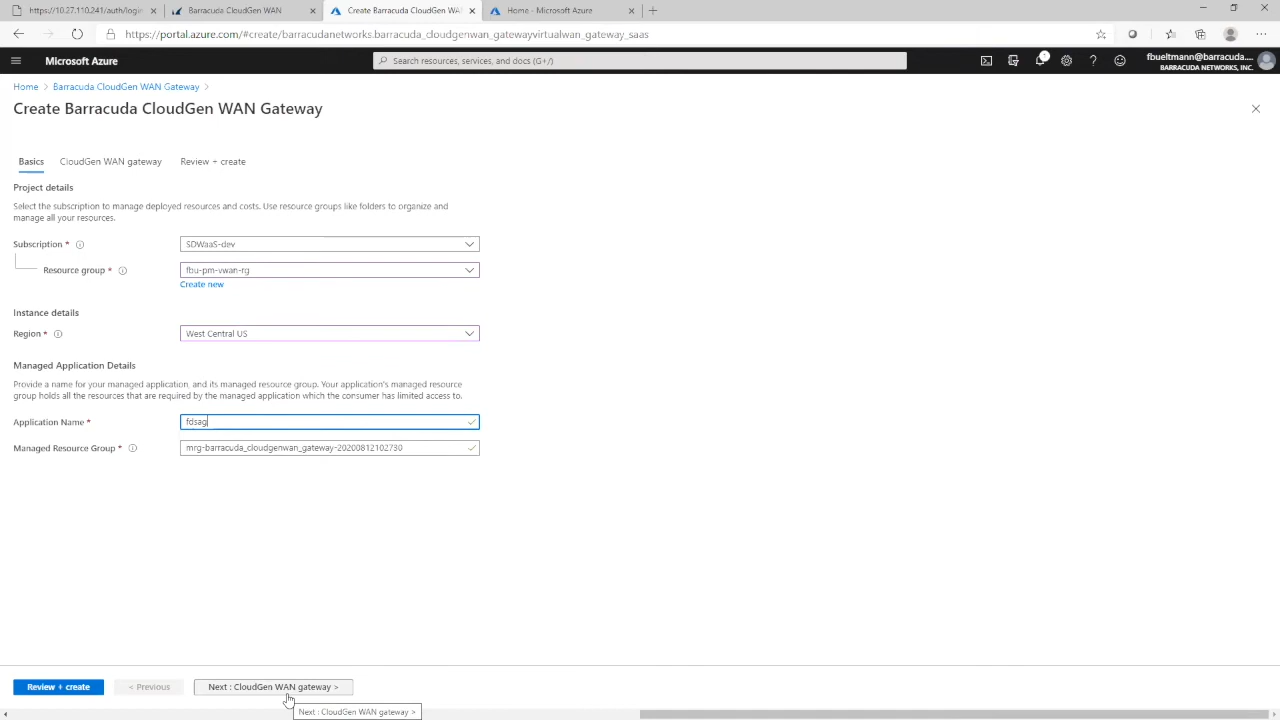 https://10.27.110.241/auth/login
Barracuda CloudGen WAN
Create Barracuda CloudGen WAN
Home - Microsoft Azure
https://portal.azure.com/#create/barracudanetworks.barracuda_cloudgenwan_gatewayvirtualwan_gateway_saas
Microsoft Azure
Search resources, services, and docs (G+/)
fbueltmann@barracuda....
BARRACUDA NETWORKS, INC.
Home > Barracuda CloudGen WAN Gateway >
Create Barracuda CloudGen WAN Gateway
Basics CloudGen WAN gateway Review + create
Project details
Select the subscription to manage deployed resources and costs. Use resource groups like folders to organize and
manage all your resources.
Subscription * SDWaaS-dev
Resource group * fbu-pm-vwan-rg
Create new
Instance details
Region * West Central US
Managed Application Details
Provide a name for your managed application, and its managed resource group. Your application's managed resource
group holds all the resources that are required by the managed application which the consumer has limited access to.
Application Name * fdsag
Managed Resource Group * mrg-barracuda_cloudgenwan_gateway-20200812102730
Review + create < Previous Next : CloudGen WAN gateway >
Next : CloudGen WAN gateway >